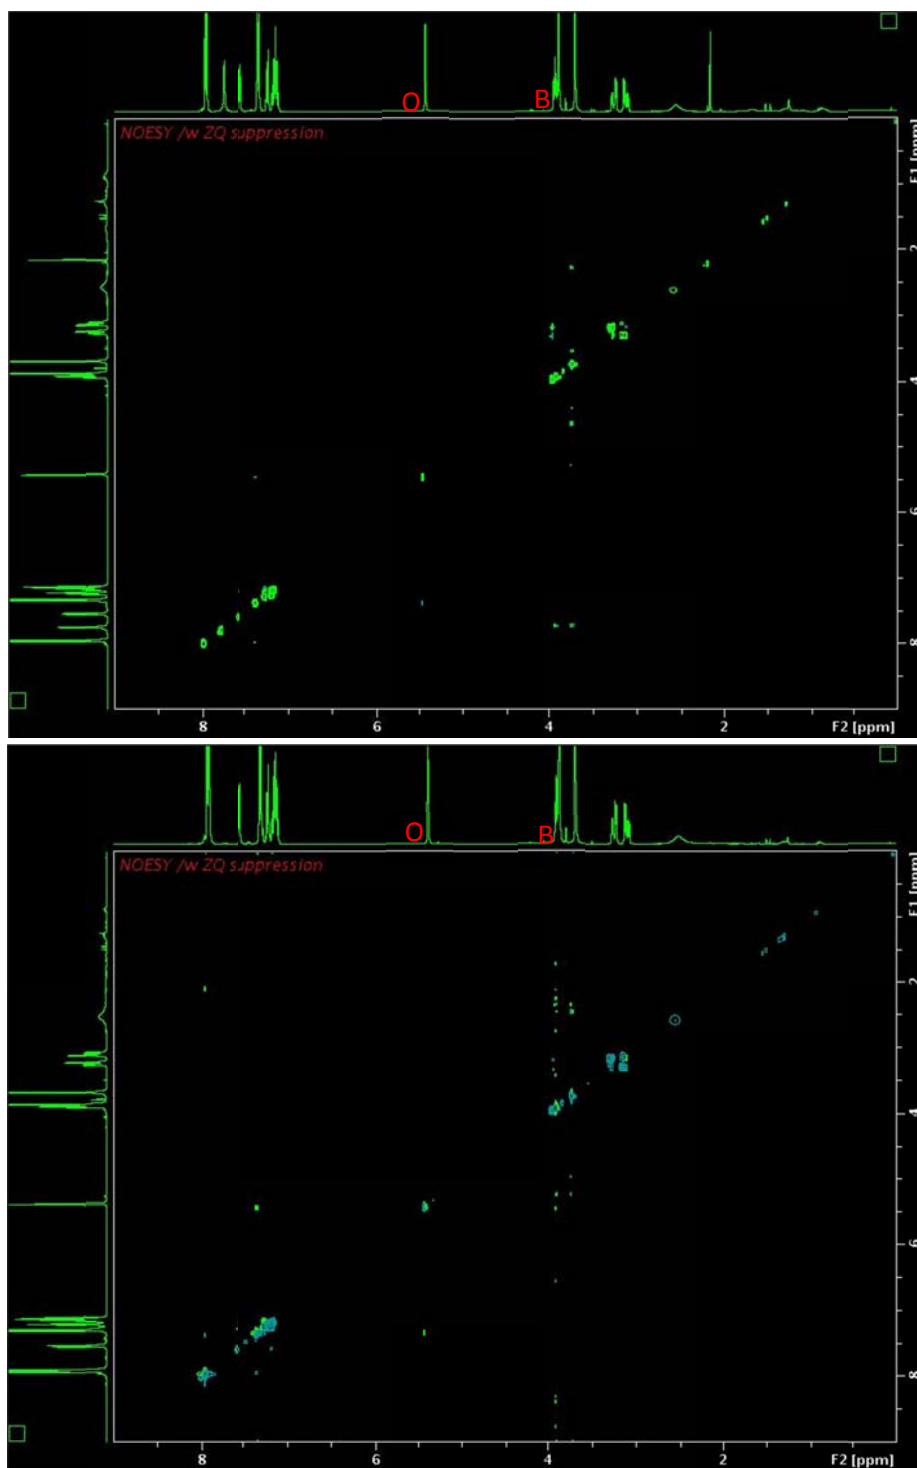 O B
NOESY /w ZQ suppression
F1 [ppm]
2
4
6
8
8 6 4 2 F2 [ppm]
O B
NOESY /w ZQ suppression
F1 [ppm]
2
4
6
8
8 6 4 2 F2 [ppm]